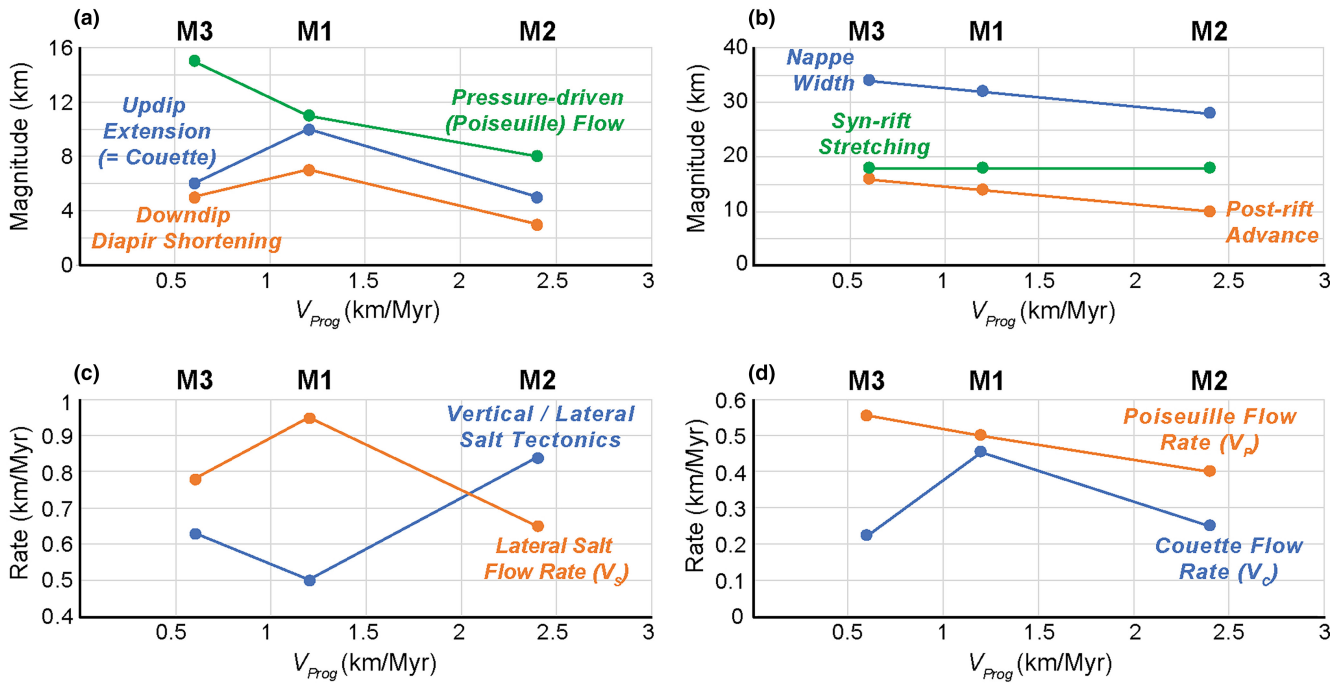 (a)
M3 M1 M2
16
12
8
4
0
Magnitude (km)
Updip
Extension
(= Couette)
Pressure-driven
(Poiseuille) Flow
Downdip
Diapir Shortening
0.5 1 1.5 2 2.5 3
VProg (km/Myr)
(b)
M3 M1 M2
40
30
20
10
0
Magnitude (km)
Nappe
Width
Syn-rift
Stretching
Post-rift
Advance
0.5 1 1.5 2 2.5 3
VProg (km/Myr)
(c)
M3 M1 M2
1
0.9
0.8
0.7
0.6
0.5
0.4
Rate (km/Myr)
Vertical / Lateral
Salt Tectonics
Lateral Salt
Flow Rate (VS)
0.5 1 1.5 2 2.5 3
VProg (km/Myr)
(d)
M3 M1 M2
0.6
0.5
0.4
0.3
0.2
0.1
0
Rate (km/Myr)
Poiseuille Flow
Rate (VP)
Couette Flow
Rate (VC)
0.5 1 1.5 2 2.5 3
VProg (km/Myr)